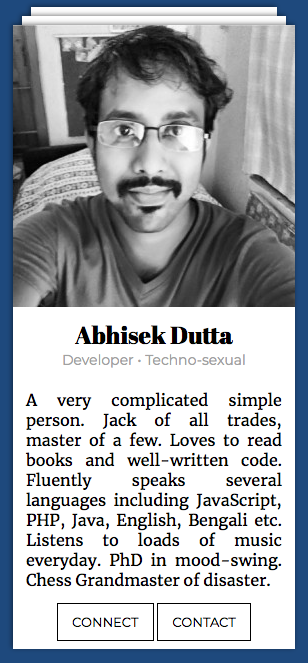 Abhisek Dutta
Developer • Techno-sexual
A very complicated simple
person. Jack of all trades,
master of a few. Loves to read
books and well-written code.
Fluently speaks several
languages including JavaScript,
PHP, Java, English, Bengali etc.
Listens to loads of music
everyday. PhD in mood-swing.
Chess Grandmaster of disaster.
CONNECT CONTACT